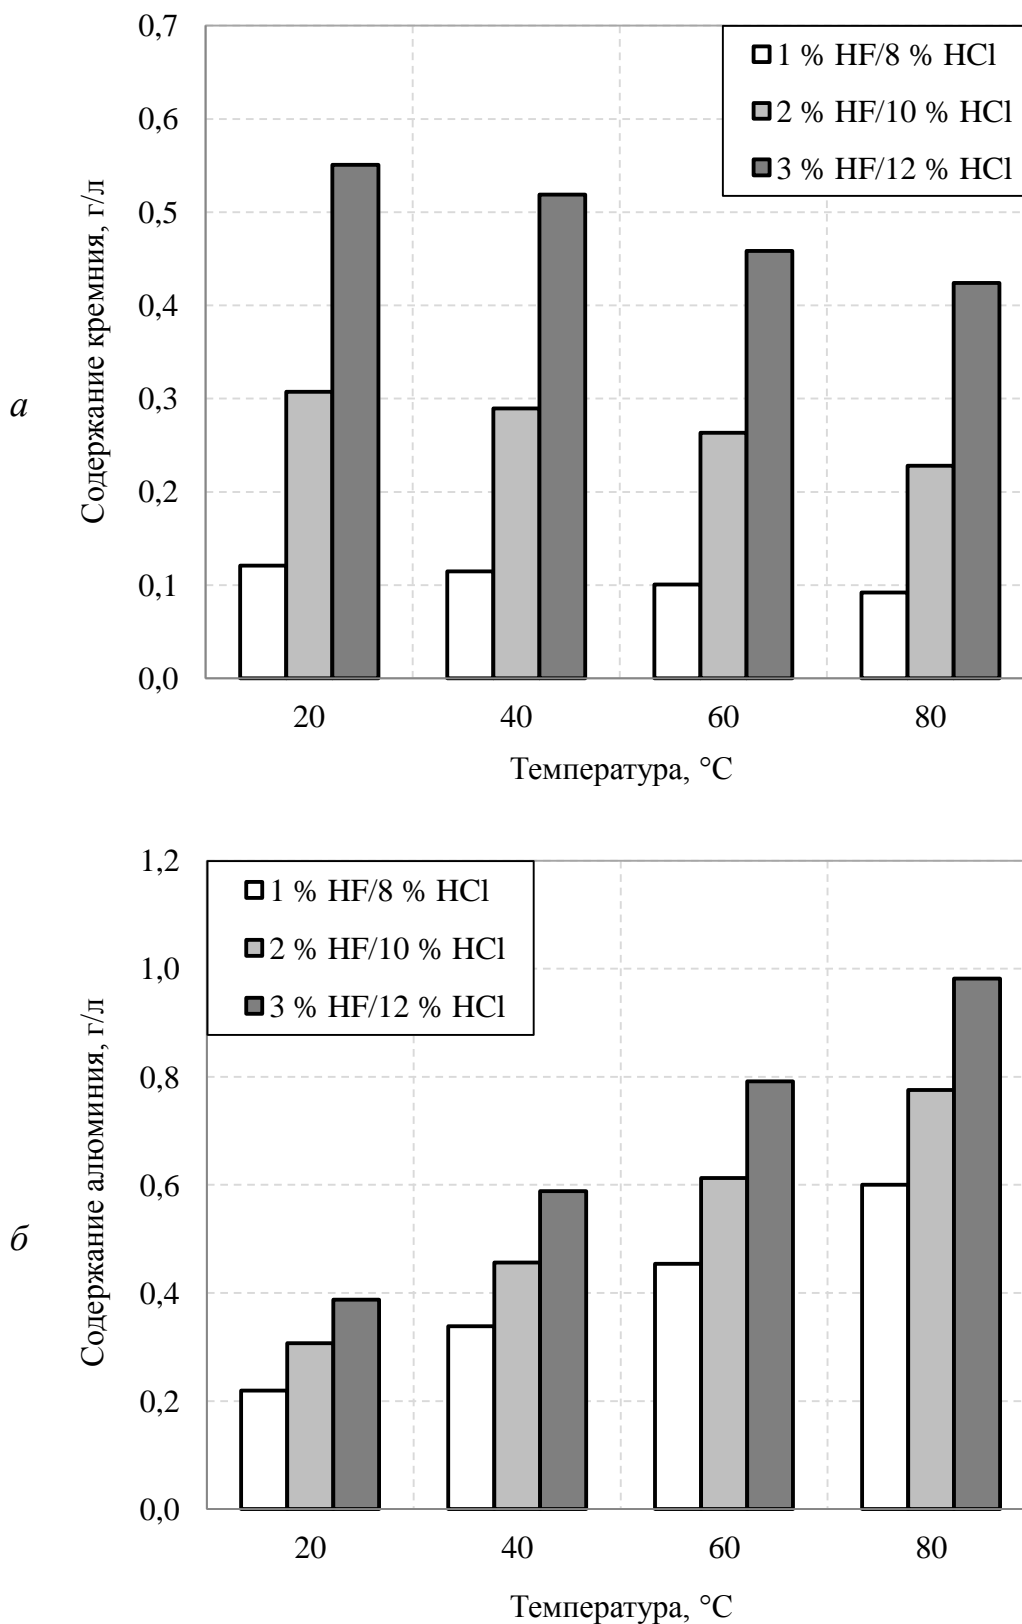 а
Содержание кремния, г/л
0,7
0,6
0,5
0,4
0,3
0,2
0,1
0,0
1 % HF/8 % HCl
2 % HF/10 % HCl
3 % HF/12 % HCl
20 40 60 80
Температура, °С
б
Содержание алюминия, г/л
1,2
1,0
0,8
0,6
0,4
0,2
0,0
1 % HF/8 % HCl
2 % HF/10 % HCl
3 % HF/12 % HCl
20 40 60 80
Температура, °С